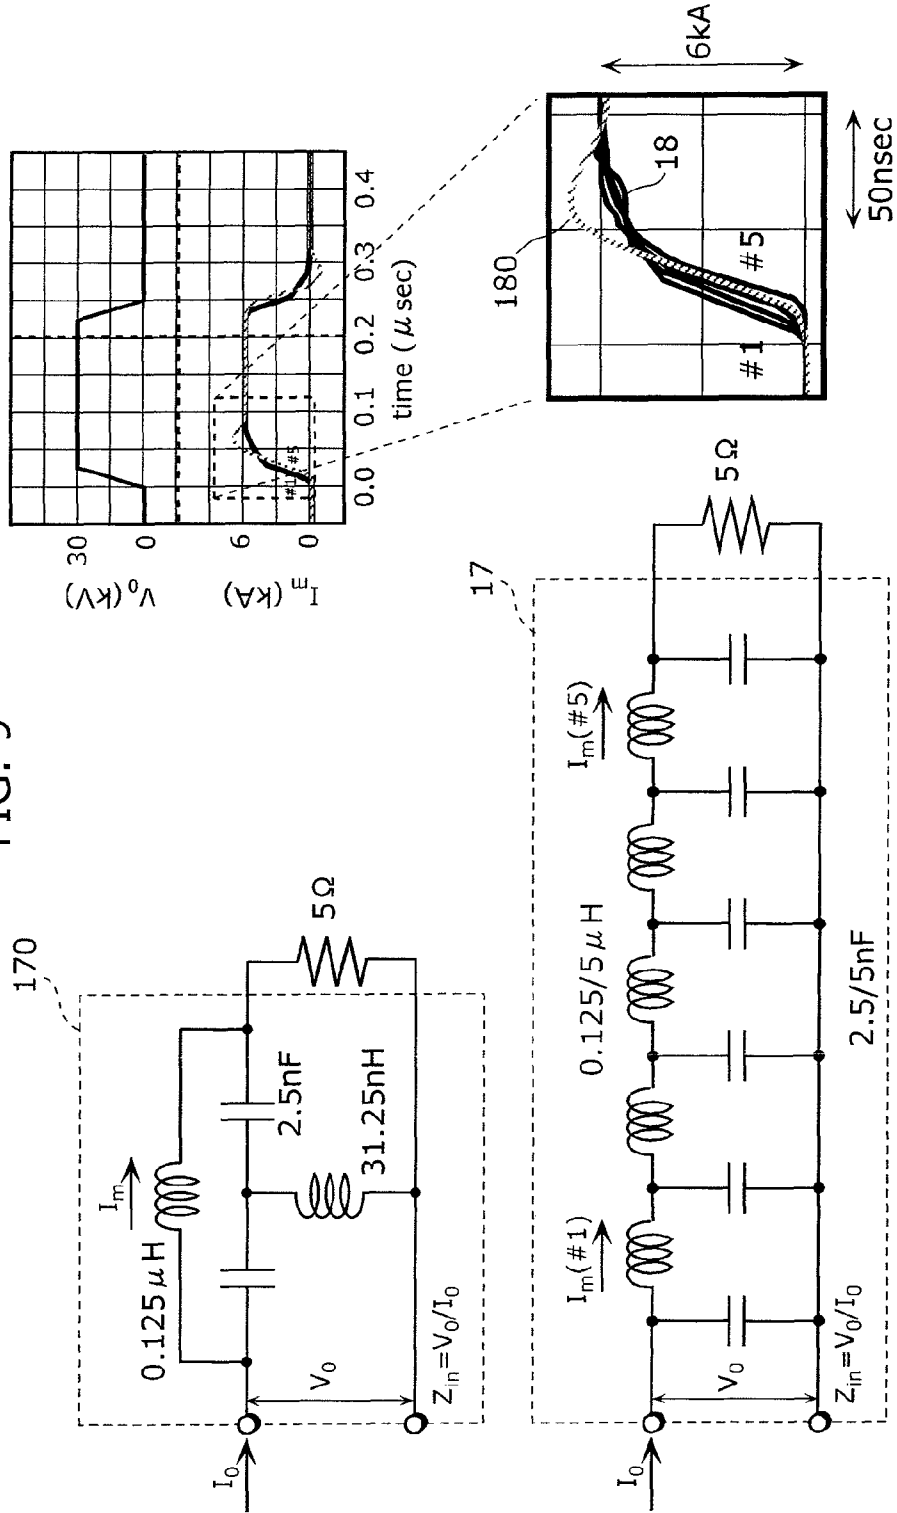 FIG. 9
170
0.125μH
I_m
2.5nF
31.25nH
5Ω
I_0
V_0
Z_in=V_0/I_0
V_0(kV)
30
0
I_m(kA)
6
0
#1 #5
0.0 0.1 0.2 0.3 0.4
time (μsec)
180
18
#1
#5
6kA
50nsec
17
I_m(#1)
I_m(#5)
0.125/5μH
2.5/5nF
5Ω
I_0
V_0
Z_in=V_0/I_0